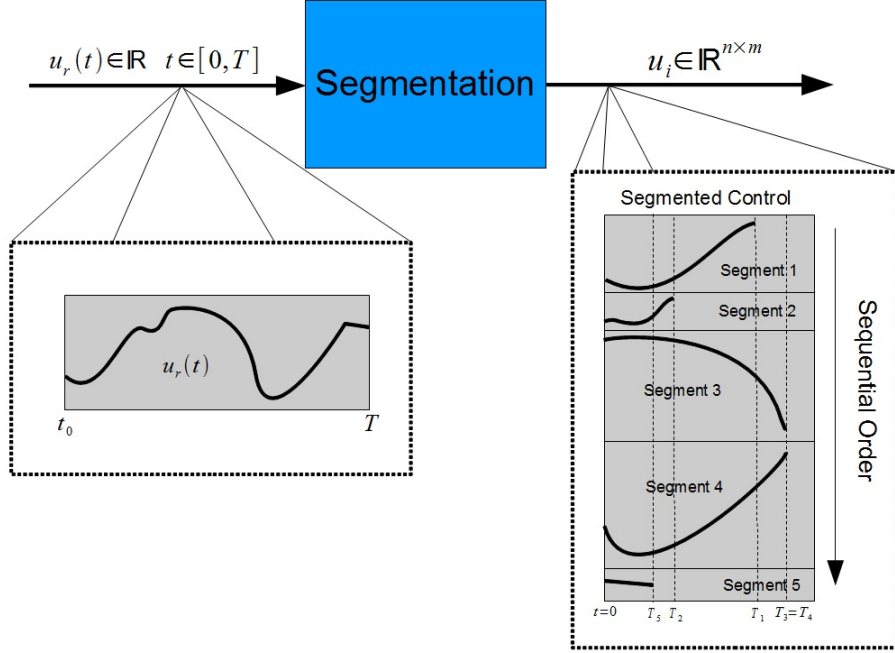 u_r(t)∈ℝ t∈[0,T]
Segmentation
u_i∈ℝ^{n×m}
u_r(t)
t_0
T
Segmented Control
Segment 1
Segment 2
Segment 3
Segment 4
Segment 5
t=0
T_5
T_2
T_1
T_3=T_4
Sequential Order